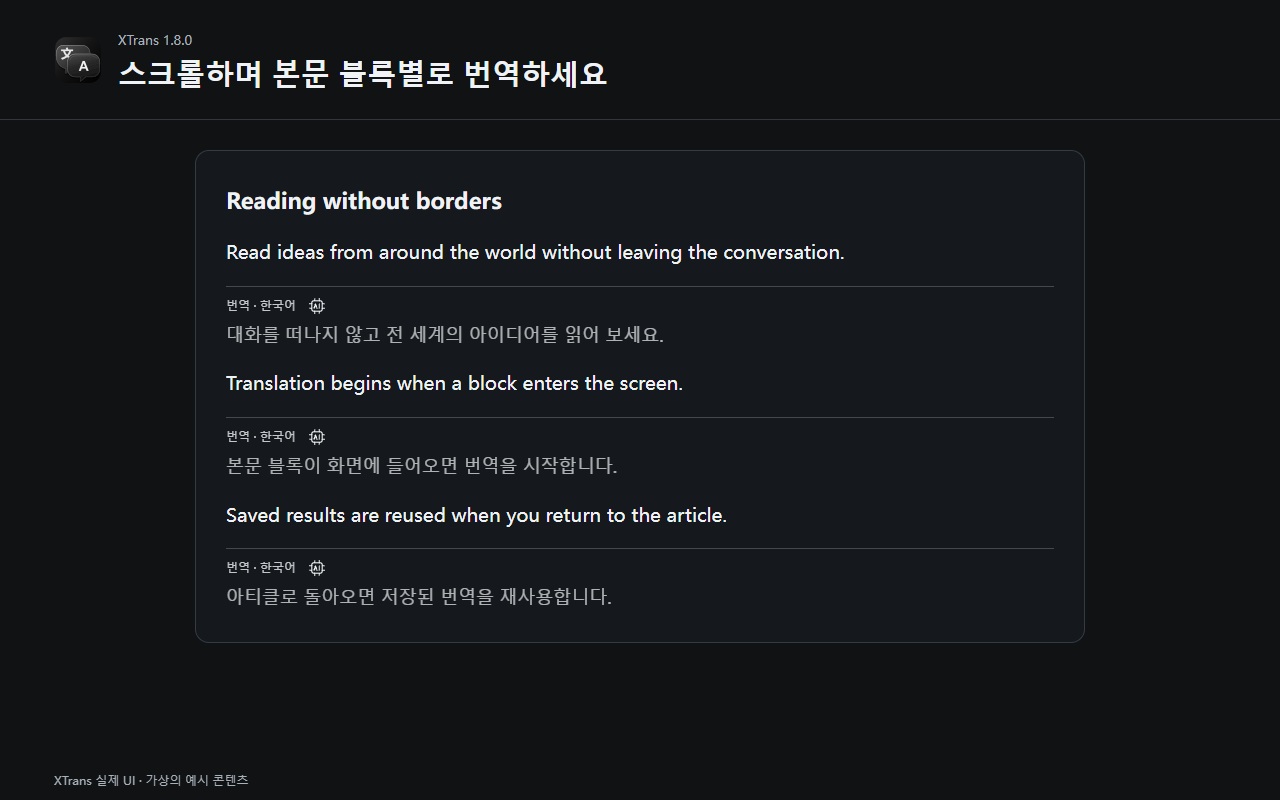 XTrans 1.8.0
스크롤하며 본문 블록별로 번역하세요
Reading without borders
Read ideas from around the world without leaving the conversation.
번역 · 한국어
대화를 떠나지 않고 전 세계의 아이디어를 읽어 보세요.
Translation begins when a block enters the screen.
번역 · 한국어
본문 블록이 화면에 들어오면 번역을 시작합니다.
Saved results are reused when you return to the article.
번역 · 한국어
아티클로 돌아오면 저장된 번역을 재사용합니다.
XTrans 실제 UI · 가상의 예시 콘텐츠